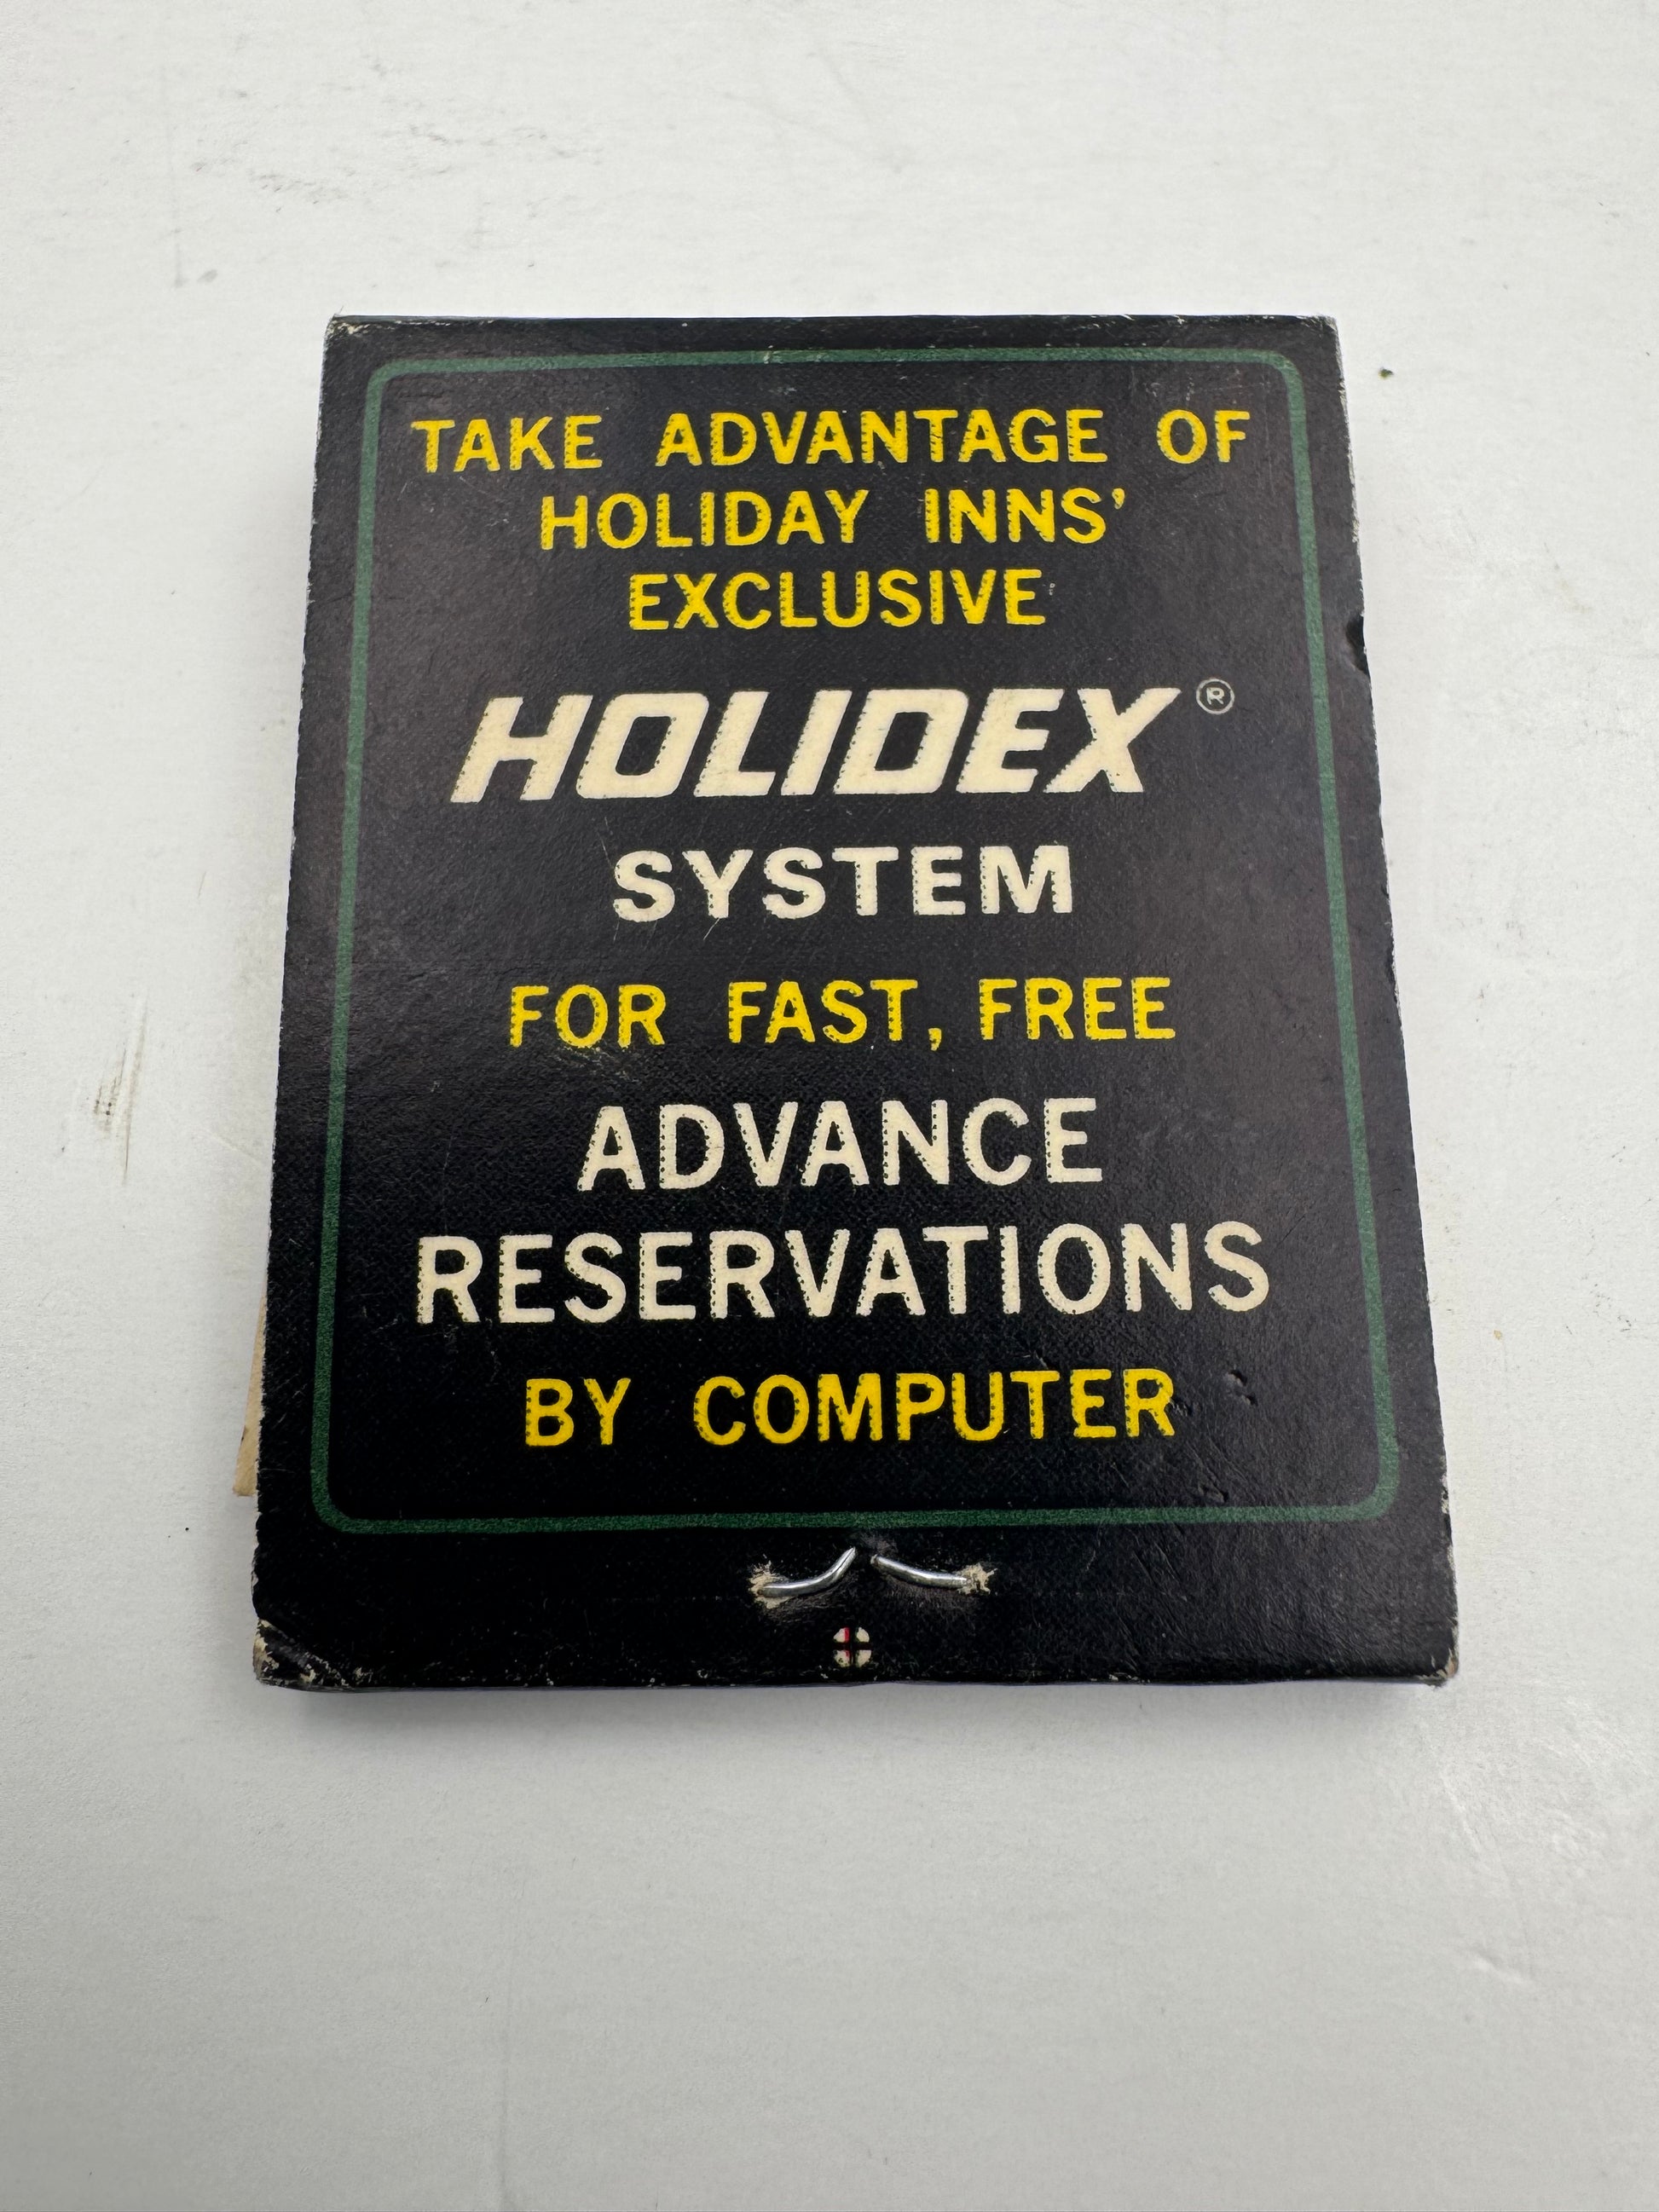 TAKE ADVANTAGE OF
HOLIDAY INNS’
EXCLUSIVE
HOLIDEX®
SYSTEM
FOR FAST, FREE
ADVANCE
RESERVATIONS
BY COMPUTER